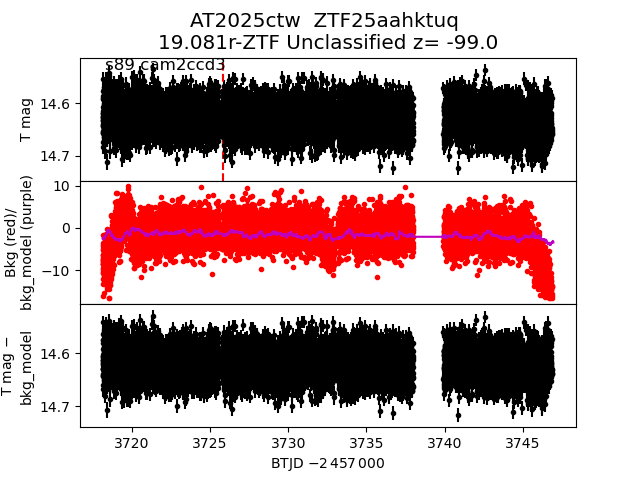 AT2025ctw  ZTF25aahktuq
19.081r-ZTF Unclassified z= -99.0
s89 cam2ccd3
T mag
14.6
14.7
Bkg (red)/
bkg_model (purple)
10
0
−10
T mag −
bkg_model
14.6
14.7
3720
3725
3730
3735
3740
3745
BTJD −2 457 000